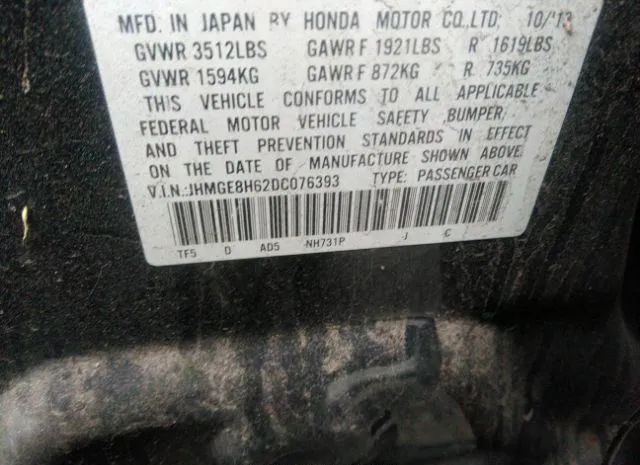 MFD. IN JAPAN BY HONDA MOTOR CO.,LTD; 10/'13
GVWR 3512LBS GAWR F 1921LBS R 1619LBS
GVWR 1594KG GAWR F 872KG R 735KG
THIS VEHICLE CONFORMS TO ALL APPLICABLE
FEDERAL MOTOR VEHICLE SAFETY, BUMPER,
AND THEFT PREVENTION STANDARDS IN EFFECT
ON THE DATE OF MANUFACTURE SHOWN ABOVE.
V.I.N.: JHMGE8H62DC076393 TYPE: PASSENGER CAR
TF5 D AD5 -NH731P -J -C